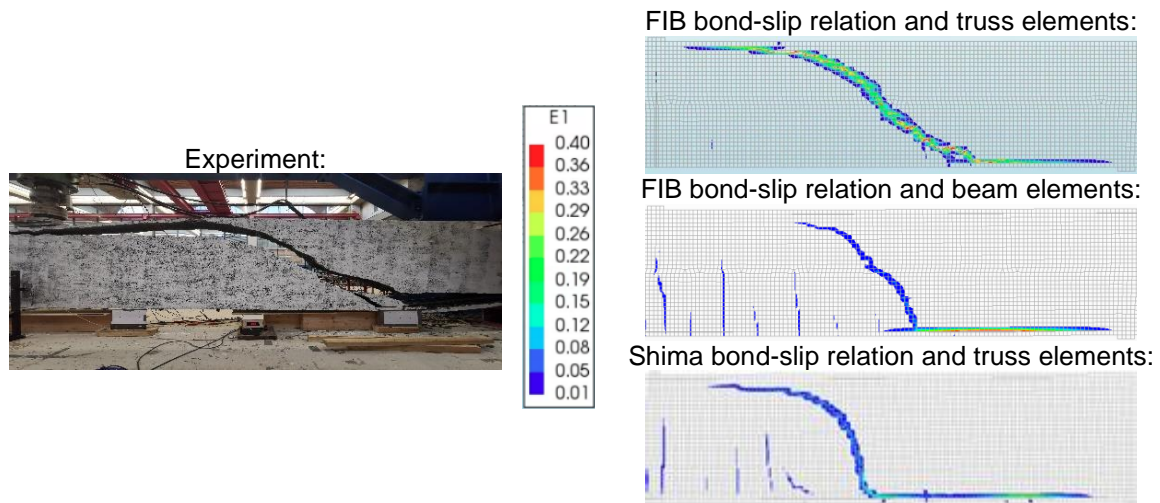 FIB bond-slip relation and truss elements:
Experiment:
E1
0.40
0.36
0.33
0.29
0.26
0.22
0.19
0.15
0.12
0.08
0.05
0.01
FIB bond-slip relation and beam elements:
Shima bond-slip relation and truss elements: